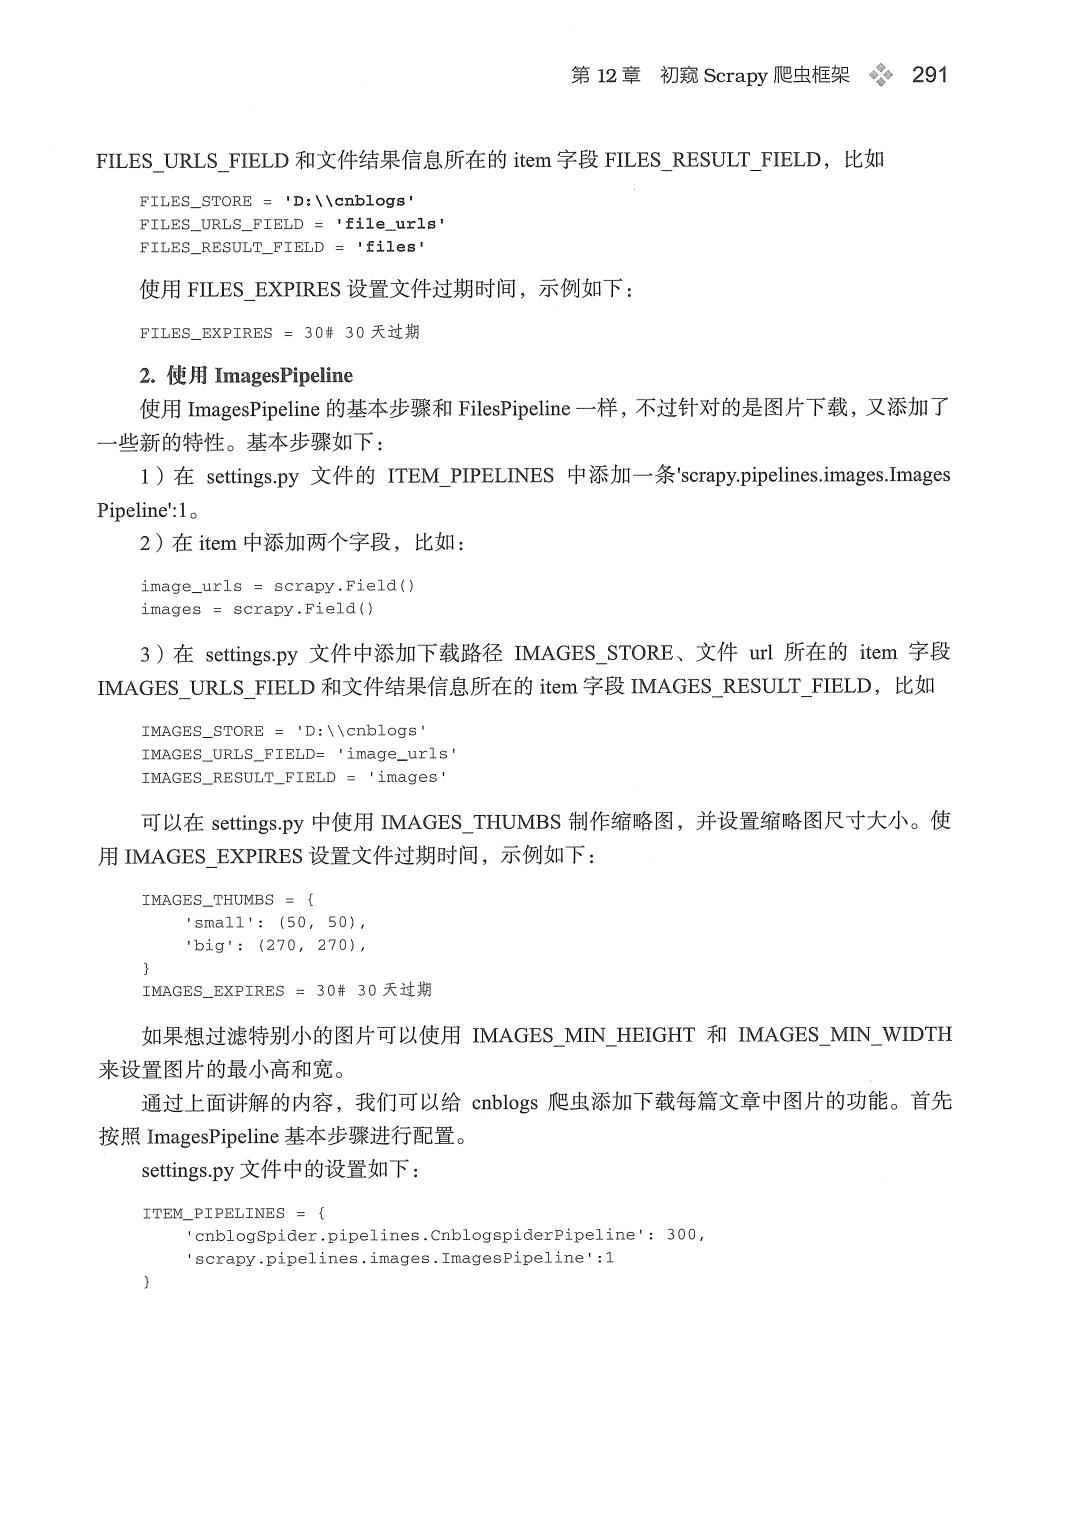 第 12 章 初窥 Scrapy 爬虫框架 291
FILES_URLS_FIELD 和文件结果信息所在的 item 字段 FILES_RESULT_FIELD，比如
FILES_STORE = 'D:\\cnblogs'
FILES_URLS_FIELD = 'file_urls'
FILES_RESULT_FIELD = 'files'
使用 FILES_EXPIRES 设置文件过期时间，示例如下：
FILES_EXPIRES = 30# 30 天过期
2. 使用 ImagesPipeline
使用 ImagesPipeline 的基本步骤和 FilesPipeline 一样，不过针对的是图片下载，又添加了
一些新的特性。基本步骤如下：
1）在 settings.py 文件的 ITEM_PIPELINES 中添加一条'scrapy.pipelines.images.Images
Pipeline':1。
2）在 item 中添加两个字段，比如：
image_urls = scrapy.Field()
images = scrapy.Field()
3）在 settings.py 文件中添加下载路径 IMAGES_STORE、文件 url 所在的 item 字段
IMAGES_URLS_FIELD 和文件结果信息所在的 item 字段 IMAGES_RESULT_FIELD，比如
IMAGES_STORE = 'D:\\cnblogs'
IMAGES_URLS_FIELD= 'image_urls'
IMAGES_RESULT_FIELD = 'images'
可以在 settings.py 中使用 IMAGES_THUMBS 制作缩略图，并设置缩略图尺寸大小。使
用 IMAGES_EXPIRES 设置文件过期时间，示例如下：
IMAGES_THUMBS = {
'small': (50, 50),
'big': (270, 270),
}
IMAGES_EXPIRES = 30# 30 天过期
如果想过滤特别小的图片可以使用 IMAGES_MIN_HEIGHT 和 IMAGES_MIN_WIDTH
来设置图片的最小高和宽。
通过上面讲解的内容，我们可以给 cnblogs 爬虫添加下载每篇文章中图片的功能。首先
按照 ImagesPipeline 基本步骤进行配置。
settings.py 文件中的设置如下：
ITEM_PIPELINES = {
'cnblogSpider.pipelines.CnblogspiderPipeline': 300,
'scrapy.pipelines.images.ImagesPipeline':1
}